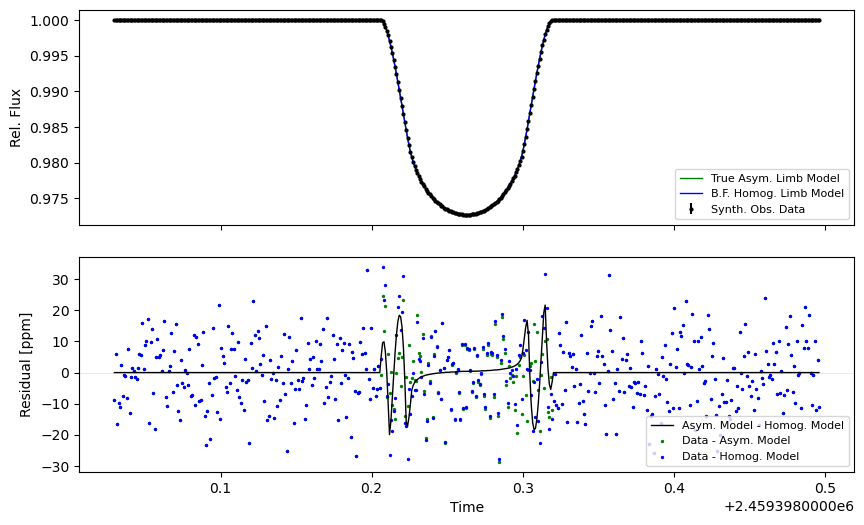 1.000
0.995
0.990
0.985
0.980
0.975
Rel. Flux
True Asym. Limb Model
B.F. Homog. Limb Model
Synth. Obs. Data
30
20
10
0
−10
−20
−30
Residual [ppm]
Asym. Model - Homog. Model
Data - Asym. Model
Data - Homog. Model
0.1
0.2
0.3
0.4
0.5
Time
+2.4593980000e6